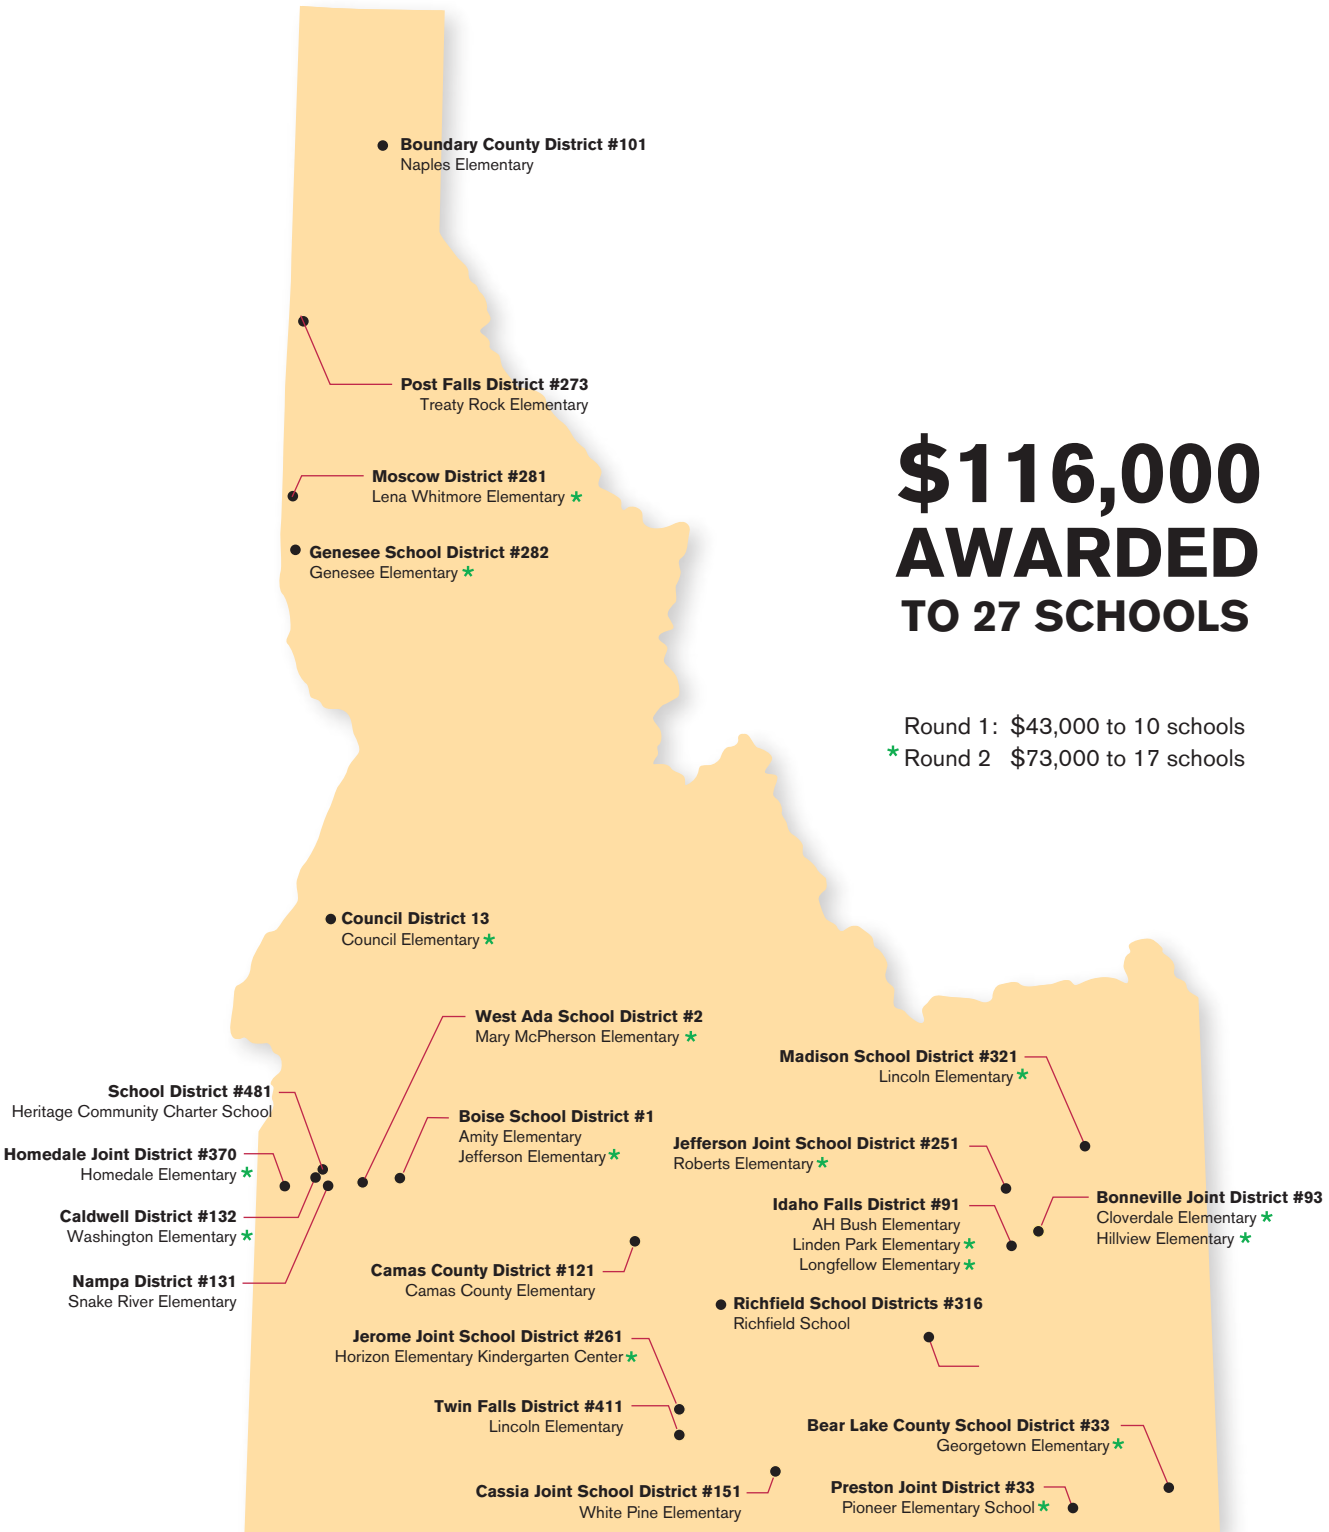 Boundary County District #101
Naples Elementary
Post Falls District #273
Treaty Rock Elementary
Moscow District #281
Lena Whitmore Elementary *
Genesee School District #282
Genesee Elementary *
$116,000
AWARDED
TO 27 SCHOOLS
Round 1: $43,000 to 10 schools
* Round 2 $73,000 to 17 schools
Council District 13
Council Elementary *
West Ada School District #2
Mary McPherson Elementary *
Madison School District #321
Lincoln Elementary *
School District #481
Heritage Community Charter School
Boise School District #1
Amity Elementary
Jefferson Elementary *
Jefferson Joint School District #251
Roberts Elementary *
Homedale Joint District #370
Homedale Elementary *
Caldwell District #132
Washington Elementary *
Idaho Falls District #91
AH Bush Elementary
Linden Park Elementary *
Longfellow Elementary *
Bonneville Joint District #93
Cloverdale Elementary *
Hillview Elementary *
Nampa District #131
Snake River Elementary
Camas County District #121
Camas County Elementary
Richfield School Districts #316
Richfield School
Jerome Joint School District #261
Horizon Elementary Kindergarten Center *
Twin Falls District #411
Lincoln Elementary
Bear Lake County School District #33
Georgetown Elementary *
Cassia Joint School District #151
White Pine Elementary
Preston Joint District #33
Pioneer Elementary School *